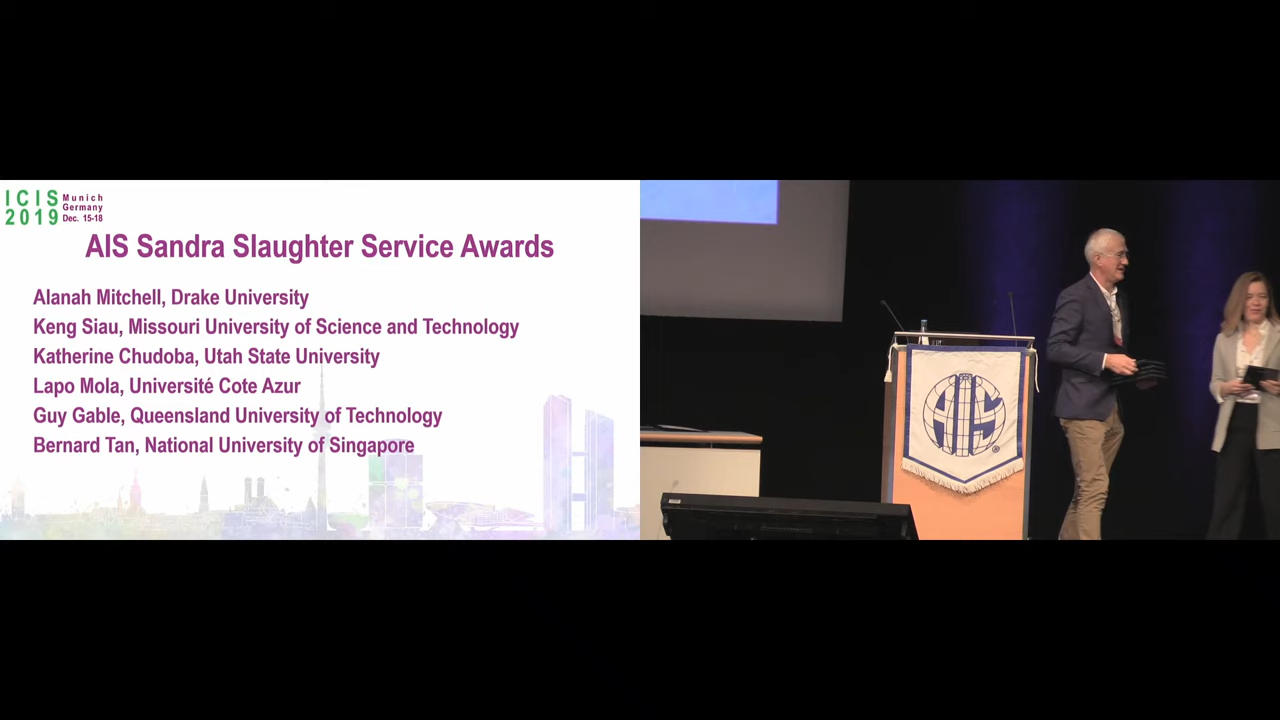 ICIS Munich
Germany
2019 Dec. 15-18
AIS Sandra Slaughter Service Awards
Alanah Mitchell, Drake University
Keng Siau, Missouri University of Science and Technology
Katherine Chudoba, Utah State University
Lapo Mola, Université Cote Azur
Guy Gable, Queensland University of Technology
Bernard Tan, National University of Singapore
AIS
®